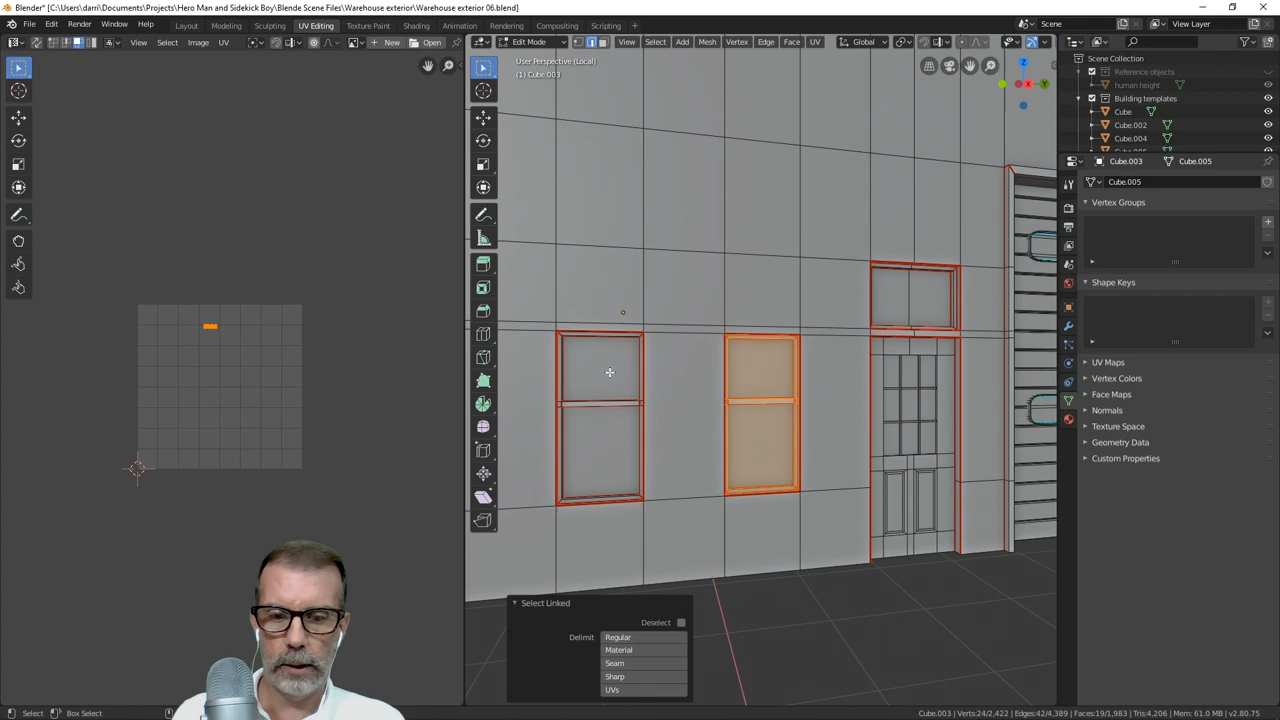 Blender* [C:\Users\darri\Documents\Projects\Hero Man and Sidekick Boy\Blende Scene Files\Warehouse exterior\Warehouse exterior 06.blend]
File Edit Render Window Help Layout Modeling Sculpting UV Editing Texture Paint Shading Animation Rendering Compositing Scripting Scene View Layer
View Select Image UV New Open Edit Mode View Select Add Mesh Vertex Edge Face UV Global
User Perspective (Local)
(1) Cube.003
Scene Collection
Reference objects
human height
Building templates
Cube
Cube.002
Cube.004
Cube.003 Cube.005
Cube.005
Vertex Groups
Shape Keys
UV Maps
Vertex Colors
Face Maps
Normals
Texture Space
Geometry Data
Custom Properties
Select Linked
Deselect
Delimit Regular
Material
Seam
Sharp
UVs
Select Box Select Cube.003 | Verts:24/2,422 | Edges:42/4,389 | Faces:19/1,983 | Tris:4,206 | Mem: 61.0 MB | v2.80.75